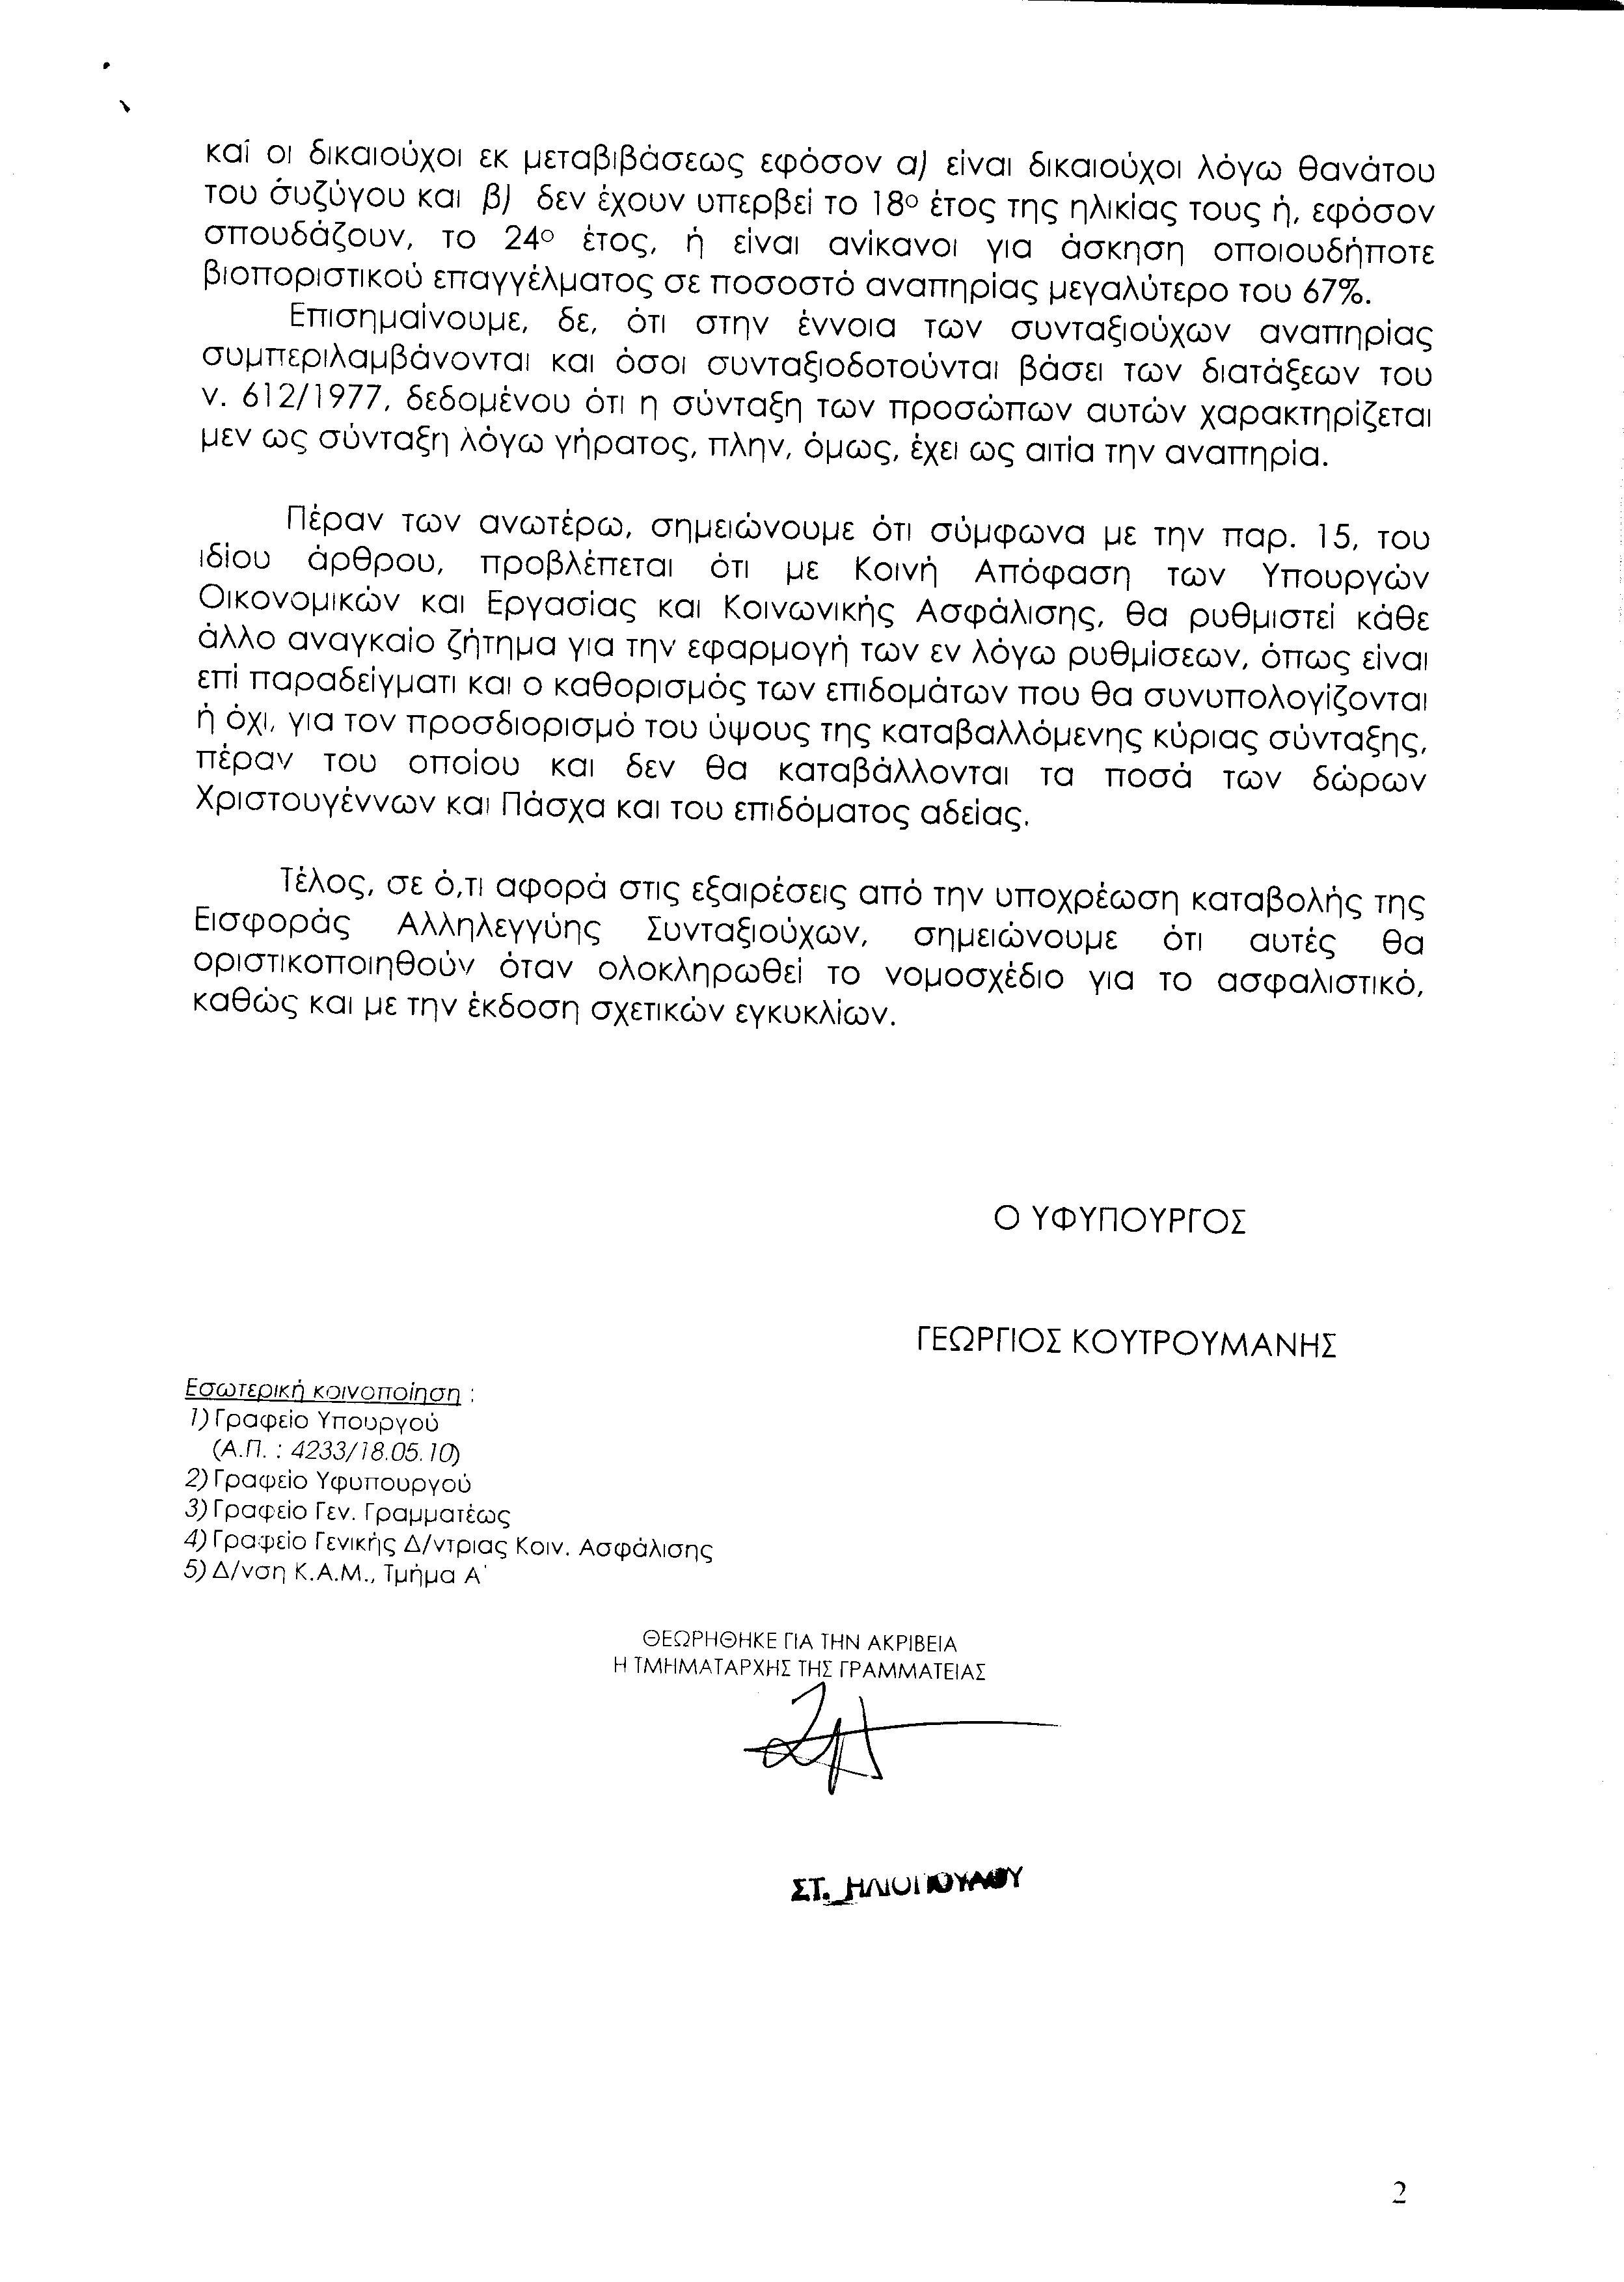 και οι δικαιούχοι εκ μεταβιβάσεως εφόσον α) είναι δικαιούχοι λόγω θανάτου
του συζύγου και β) δεν έχουν υπερβεί το 18ο έτος της ηλικίας τους ή, εφόσον
σπουδάζουν, το 24ο έτος, ή είναι ανίκανοι για άσκηση οποιουδήποτε
βιοποριστικού επαγγέλματος σε ποσοστό αναπηρίας μεγαλύτερο του 67%.
Επισημαίνουμε, δε, ότι στην έννοια των συνταξιούχων αναπηρίας
συμπεριλαμβάνονται και όσοι συνταξιοδοτούνται βάσει των διατάξεων του
ν. 612/1977, δεδομένου ότι η σύνταξη των προσώπων αυτών χαρακτηρίζεται
μεν ως σύνταξη λόγω γήρατος, πλην, όμως, έχει ως αιτία την αναπηρία.
Πέραν των ανωτέρω, σημειώνουμε ότι σύμφωνα με την παρ. 15, του
ιδίου άρθρου, προβλέπεται ότι με Κοινή Απόφαση των Υπουργών
Οικονομικών και Εργασίας και Κοινωνικής Ασφάλισης, θα ρυθμιστεί κάθε
άλλο αναγκαίο ζήτημα για την εφαρμογή των εν λόγω ρυθμίσεων, όπως είναι
επί παραδείγματι και ο καθορισμός των επιδομάτων που θα συνυπολογίζονται
ή όχι, για τον προσδιορισμό του ύψους της καταβαλλόμενης κύριας σύνταξης,
πέραν του οποίου και δεν θα καταβάλλονται τα ποσά των δώρων
Χριστουγέννων και Πάσχα και του επιδόματος αδείας.
Τέλος, σε ό,τι αφορά στις εξαιρέσεις από την υποχρέωση καταβολής της
Εισφοράς Αλληλεγγύης Συνταξιούχων, σημειώνουμε ότι αυτές θα
οριστικοποιηθούν όταν ολοκληρωθεί το νομοσχέδιο για το ασφαλιστικό,
καθώς και με την έκδοση σχετικών εγκυκλίων.
Ο ΥΦΥΠΟΥΡΓΟΣ
ΓΕΩΡΓΙΟΣ ΚΟΥΤΡΟΥΜΑΝΗΣ
Εσωτερική κοινοποίηση :
1) Γραφείο Υπουργού
(Α.Π. : 4233/18.05.10)
2) Γραφείο Υφυπουργού
3) Γραφείο Γεν. Γραμματέως
4) Γραφείο Γενικής Δ/ντριας Κοιν. Ασφάλισης
5) Δ/νση Κ.Α.Μ., Τμήμα Α΄
ΘΕΩΡΗΘΗΚΕ ΓΙΑ ΤΗΝ ΑΚΡΙΒΕΙΑ
Η ΤΜΗΜΑΤΑΡΧΗΣ ΤΗΣ ΓΡΑΜΜΑΤΕΙΑΣ
ΣΤ. ΗΛΙΟΠΟΥΛΟΥ
2